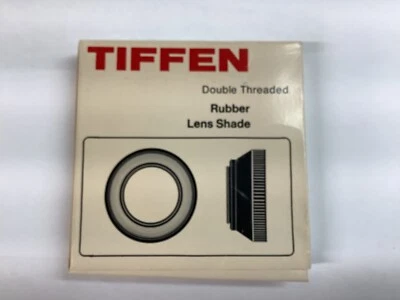 TIFFEN
Double Threaded
Rubber
Lens Shade